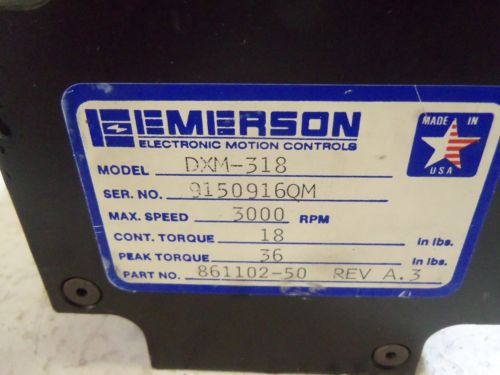 EMERSON
ELECTRONIC MOTION CONTROLS
MADE IN
USA
MODEL DXM-318
SER. NO. 9150916QM
MAX. SPEED 3000 RPM
CONT. TORQUE 18 in lbs.
PEAK TORQUE 36 in lbs.
PART NO. 861102-50 REV A.3